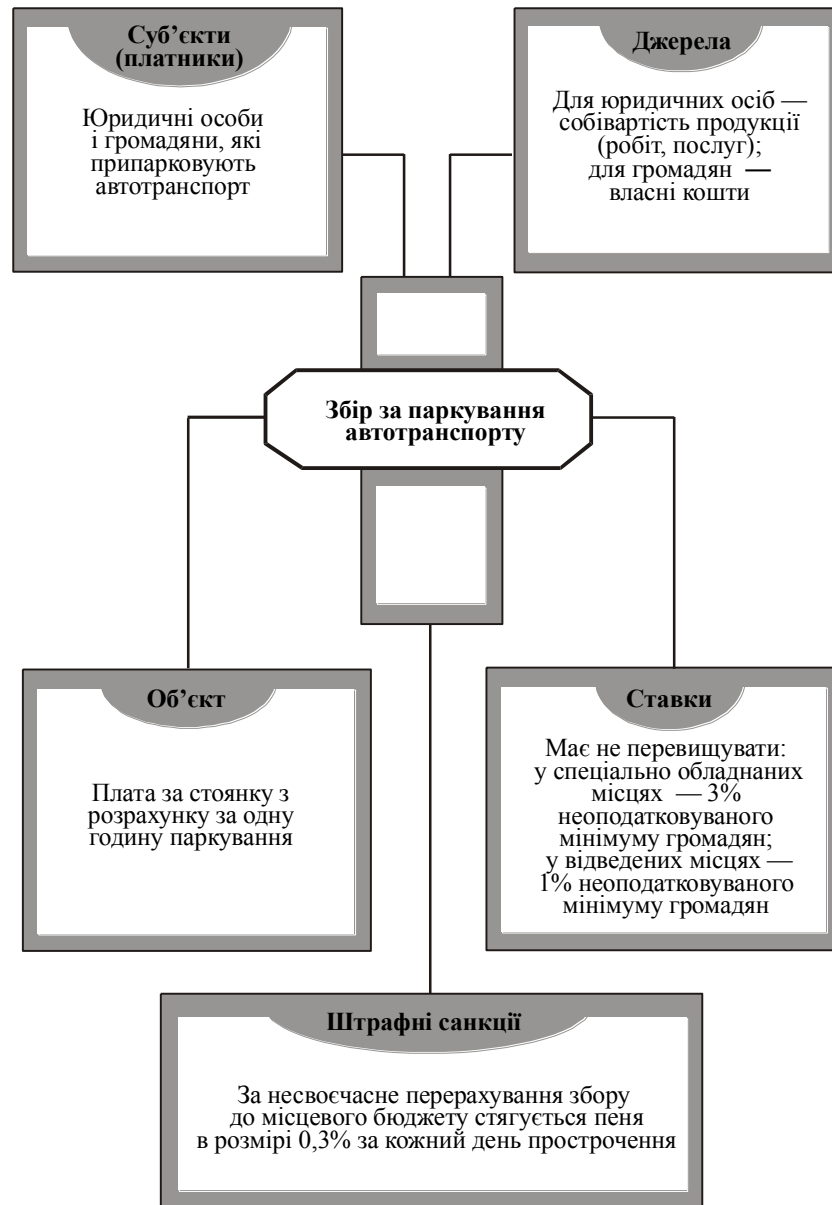 Суб’єкти
(платники)
Юридичні особи
і громадяни, які
припарковують
автотранспорт
Джерела
Для юридичних осіб —
собівартість продукції
(робіт, послуг);
для громадян —
власні кошти
Збір за паркування
автотранспорту
Об’єкт
Плата за стоянку з
розрахунку за одну
годину паркування
Ставки
Має не перевищувати:
у спеціально обладнаних
місцях — 3%
неоподатковуваного
мінімуму громадян;
у відведених місцях —
1% неоподатковуваного
мінімуму громадян
Штрафні санкції
За несвоєчасне перерахування збору
до місцевого бюджету стягується пеня
в розмірі 0,3% за кожний день прострочення